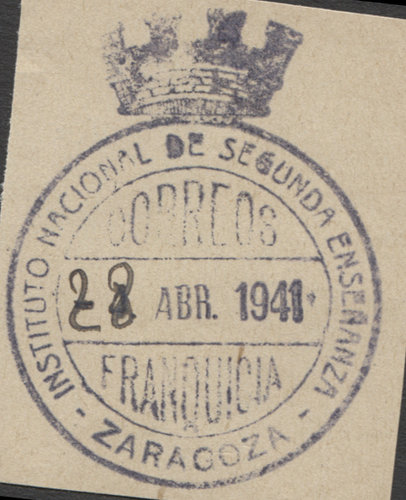 INSTITUTO NACIONAL DE SEGUNDA ENSEÑANZA
CORREOS
28 ABR. 1941
FRANQUICIA
- ZARAGOZA -